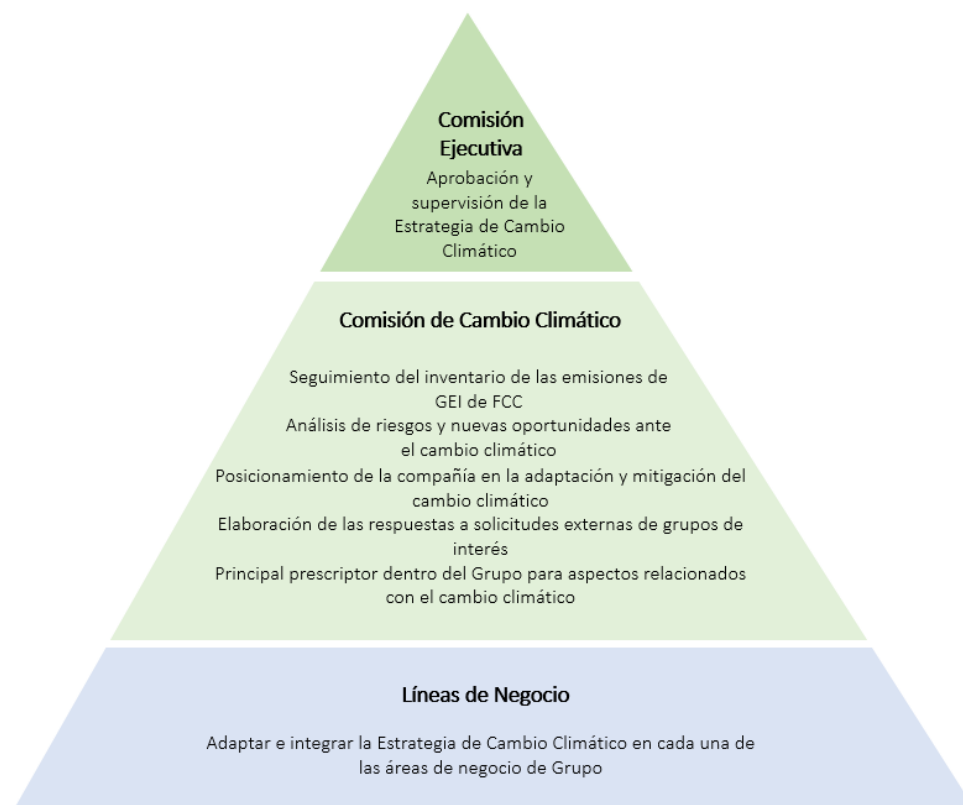 Comisión
Ejecutiva
Aprobación y
supervisión de la
Estrategia de Cambio
Climático
Comisión de Cambio Climático
Seguimiento del inventario de las emisiones de
GEI de FCC
Análisis de riesgos y nuevas oportunidades ante
el cambio climático
Posicionamiento de la compañía en la adaptación y mitigación del
cambio climático
Elaboración de las respuestas a solicitudes externas de grupos de
interés
Principal prescriptor dentro del Grupo para aspectos relacionados
con el cambio climático
Líneas de Negocio
Adaptar e integrar la Estrategia de Cambio Climático en cada una de
las áreas de negocio de Grupo